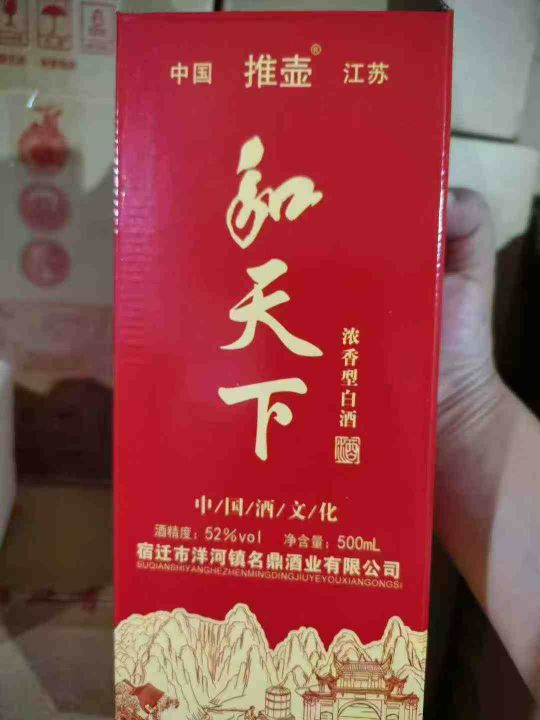 中国 推壶® 江苏
和天下
浓香型白酒
中/国/酒/文/化
酒精度：52%vol 净含量：500mL
宿迁市洋河镇名鼎酒业有限公司
SUQIANSHIYANGHEZHENMINGDINGJIUYEYOUXIANGONGSI